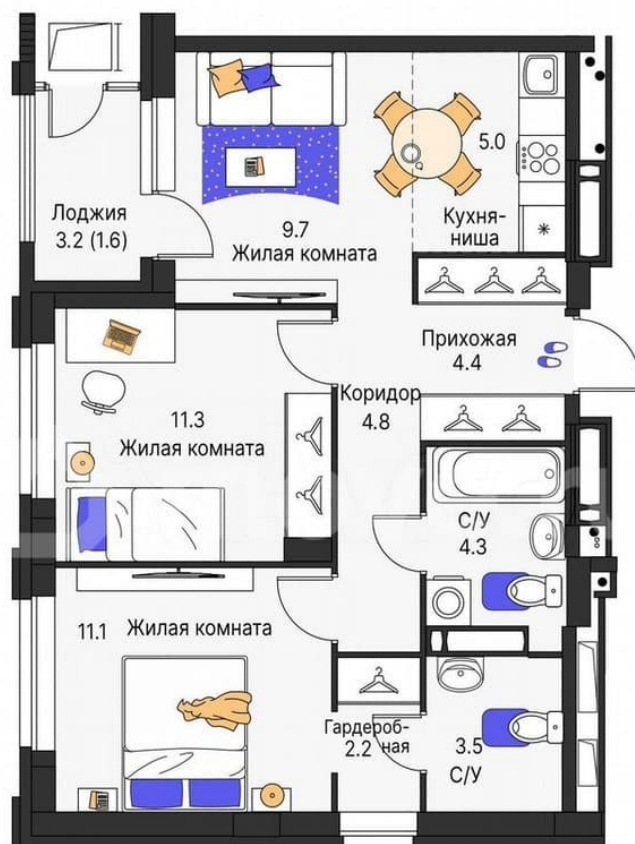 5.0
Кухня-
ниша
Лоджия
3.2 (1.6)
9.7
Жилая комната
Прихожая
4.4
Коридор
4.8
11.3
Жилая комната
С/У
4.3
11.1 Жилая комната
Гардероб-
ная
2.2
3.5
С/У